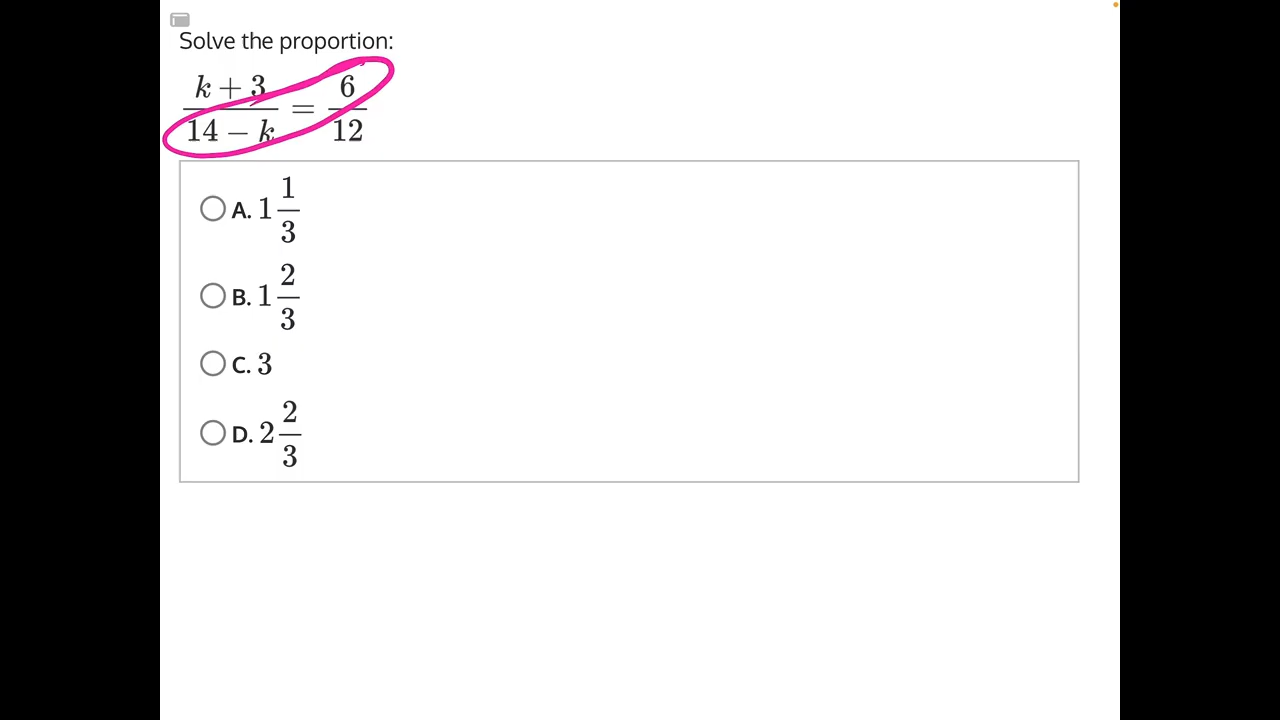 Solve the proportion:
k + 3
14 − k
=
6
12
A. 1 1/3
B. 1 2/3
C. 3
D. 2 2/3